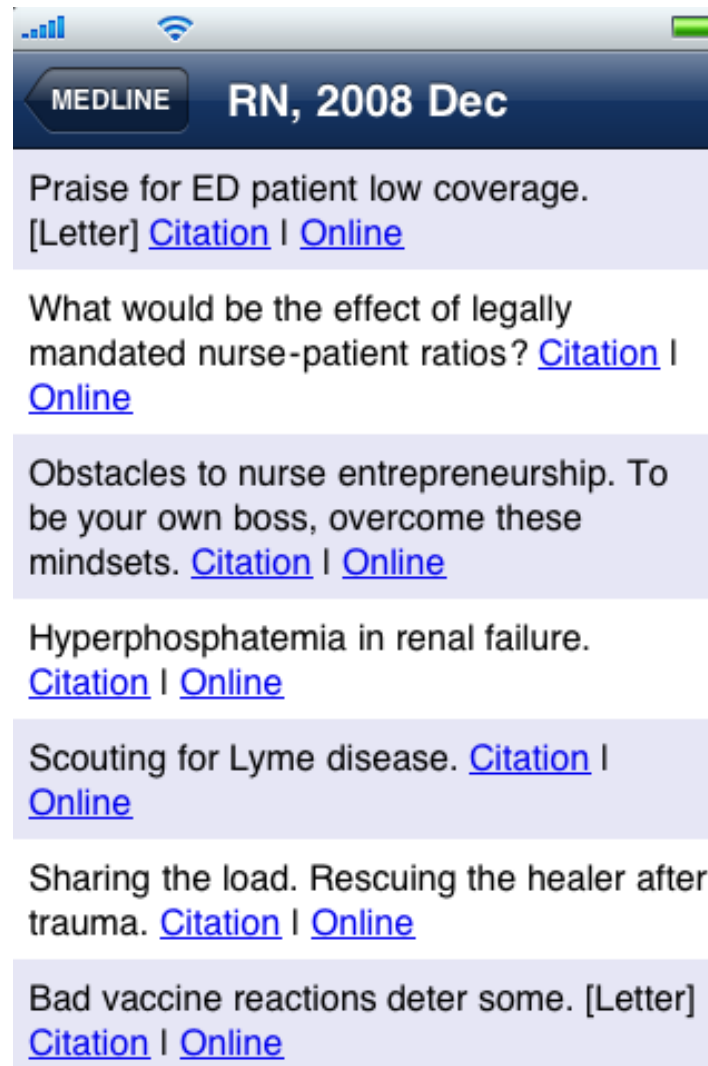 MEDLINE RN, 2008 Dec
Praise for ED patient low coverage.
[Letter] Citation | Online
What would be the effect of legally
mandated nurse-patient ratios? Citation |
Online
Obstacles to nurse entrepreneurship. To
be your own boss, overcome these
mindsets. Citation | Online
Hyperphosphatemia in renal failure.
Citation | Online
Scouting for Lyme disease. Citation |
Online
Sharing the load. Rescuing the healer after
trauma. Citation | Online
Bad vaccine reactions deter some. [Letter]
Citation | Online